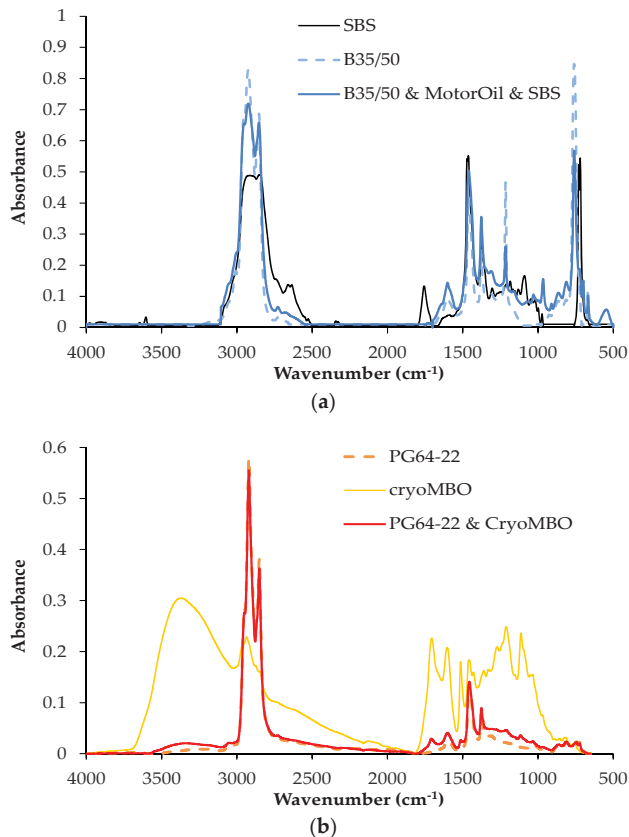 SBS
B35/50
B35/50 & MotorOil & SBS
Absorbance
1
0.9
0.8
0.7
0.6
0.5
0.4
0.3
0.2
0.1
0
4000 3500 3000 2500 2000 1500 1000 500
Wavenumber (cm⁻¹)
(a)
PG64-22
cryoMBO
PG64-22 & CryoMBO
Absorbance
0.6
0.5
0.4
0.3
0.2
0.1
0
4000 3500 3000 2500 2000 1500 1000 500
Wavenumber (cm⁻¹)
(b)